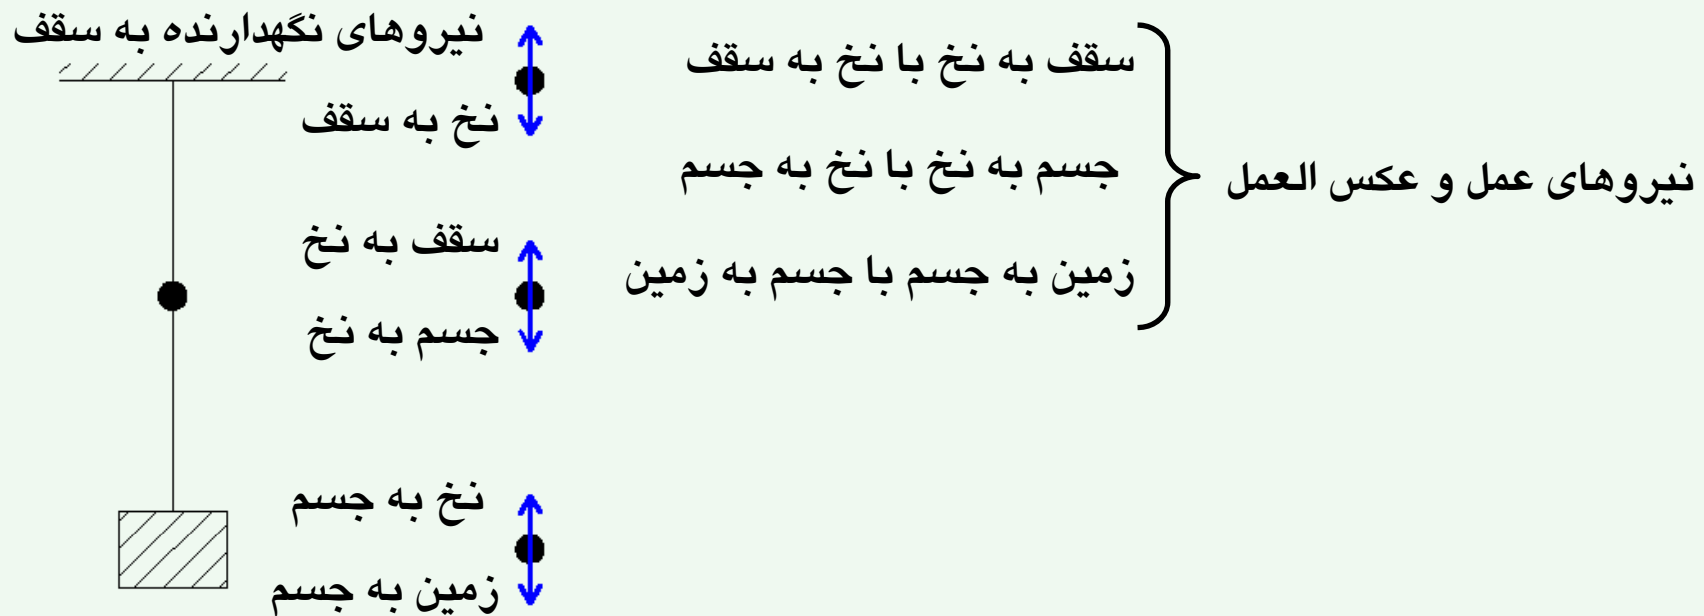 نیروهای نگهدارنده به سقف
نخ به سقف
سقف به نخ
جسم به نخ
نخ به جسم
زمین به جسم
نیروهای عمل و عکس العمل
سقف به نخ با نخ به سقف
جسم به نخ با نخ به جسم
زمین به جسم با جسم به زمین